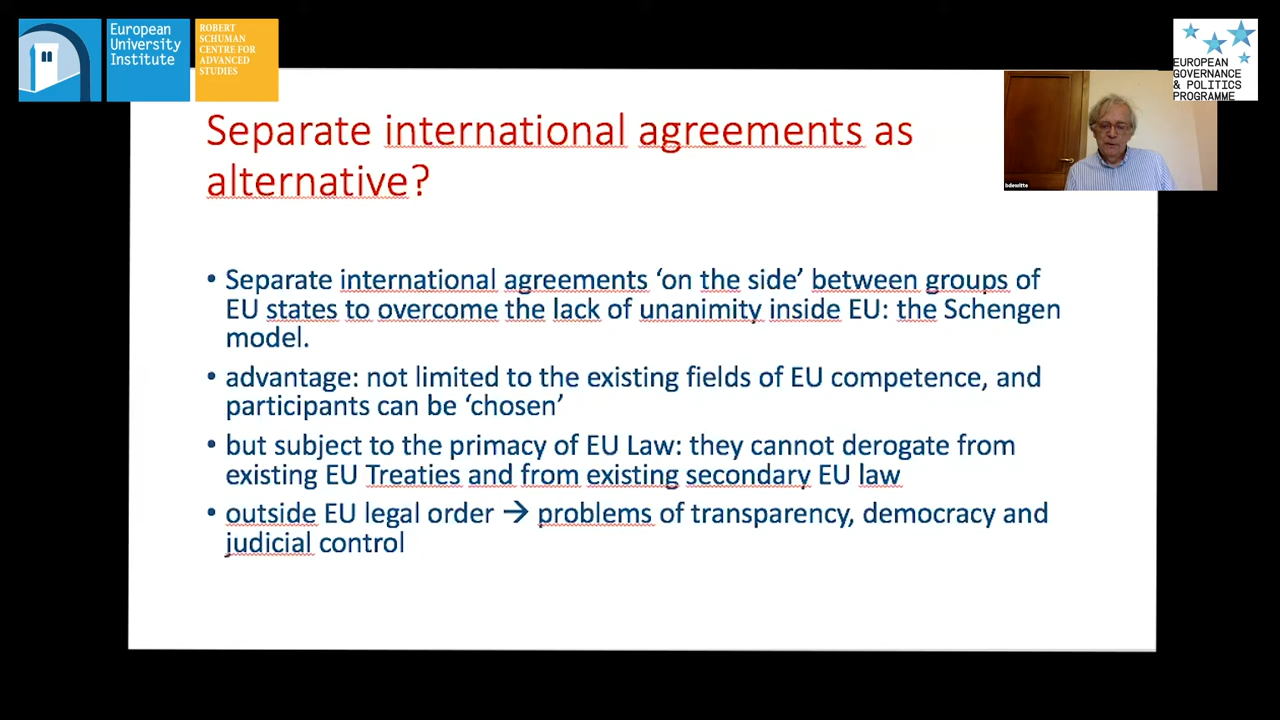 European
University
Institute
ROBERT
SCHUMAN
CENTRE FOR
ADVANCED
STUDIES
EUROPEAN
GOVERNANCE
& POLITICS
PROGRAMME
bdewitte
Separate international agreements as
alternative?
• Separate international agreements ‘on the side’ between groups of
EU states to overcome the lack of unanimity inside EU: the Schengen
model.
• advantage: not limited to the existing fields of EU competence, and
participants can be ‘chosen’
• but subject to the primacy of EU Law: they cannot derogate from
existing EU Treaties and from existing secondary EU law
• outside EU legal order → problems of transparency, democracy and
judicial control